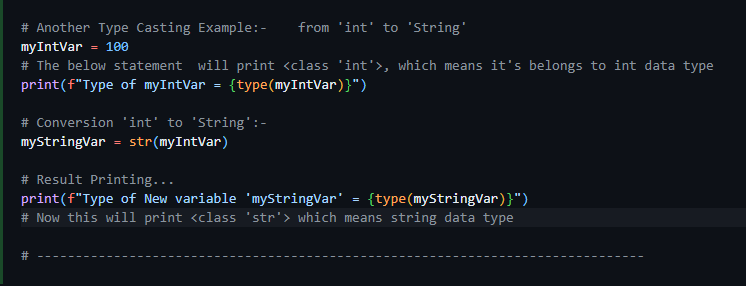 # Another Type Casting Example:-    from 'int' to 'String'
myIntVar = 100
# The below statement  will print <class 'int'>, which means it's belongs to int data type
print(f"Type of myIntVar = {type(myIntVar)}")
# Conversion 'int' to 'String':-
myStringVar = str(myIntVar)
# Result Printing...
print(f"Type of New variable 'myStringVar' = {type(myStringVar)}")
# Now this will print <class 'str'> which means string data type
# -------------------------------------------------------------------------------